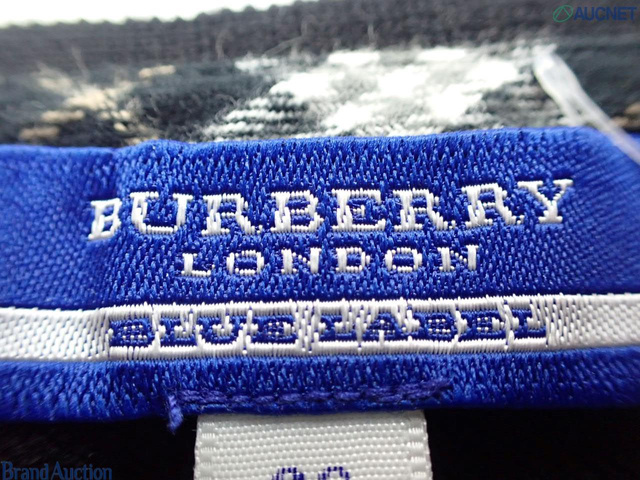 AUCNET
BURBERRY
LONDON
BLUE LABEL
Brand Auction